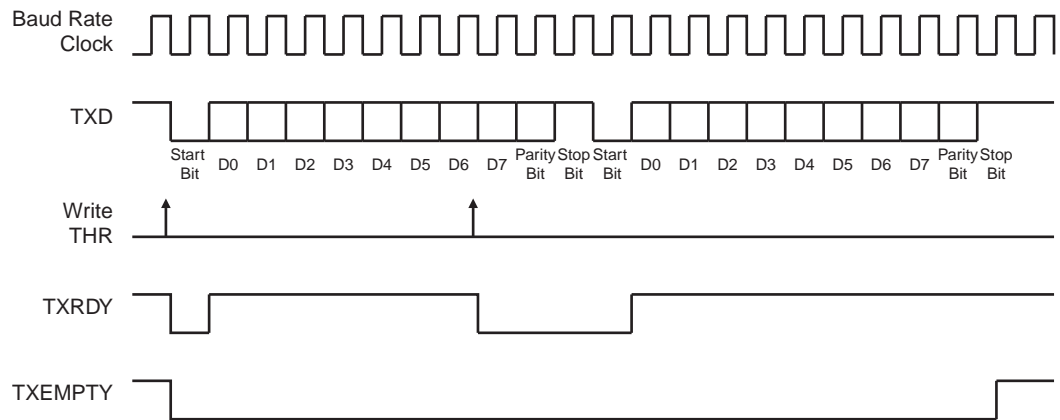 Baud Rate
Clock
TXD
Start
Bit
D0
D1
D2
D3
D4
D5
D6
D7
Parity
Bit
Stop
Bit
Start
Bit
D0
D1
D2
D3
D4
D5
D6
D7
Parity
Bit
Stop
Bit
Write
THR
TXRDY
TXEMPTY